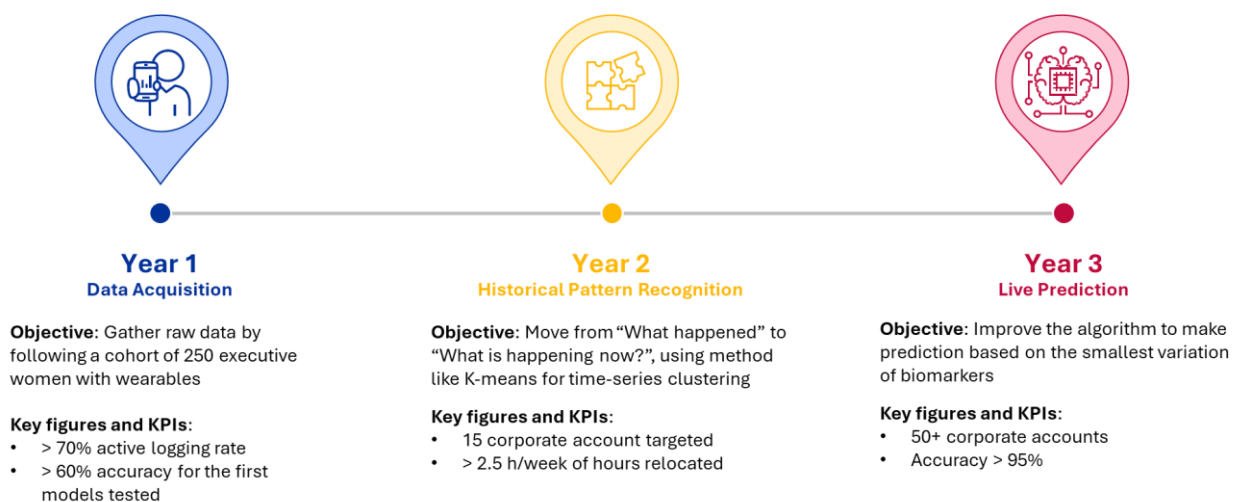 Year 1
Data Acquisition
Objective: Gather raw data by
following a cohort of 250 executive
women with wearables
Key figures and KPIs:
• > 70% active logging rate
• > 60% accuracy for the first
models tested
Year 2
Historical Pattern Recognition
Objective: Move from “What happened” to
“What is happening now?”, using method
like K-means for time-series clustering
Key figures and KPIs:
• 15 corporate account targeted
• > 2.5 h/week of hours relocated
Year 3
Live Prediction
Objective: Improve the algorithm to make
prediction based on the smallest variation
of biomarkers
Key figures and KPIs:
• 50+ corporate accounts
• Accuracy > 95%